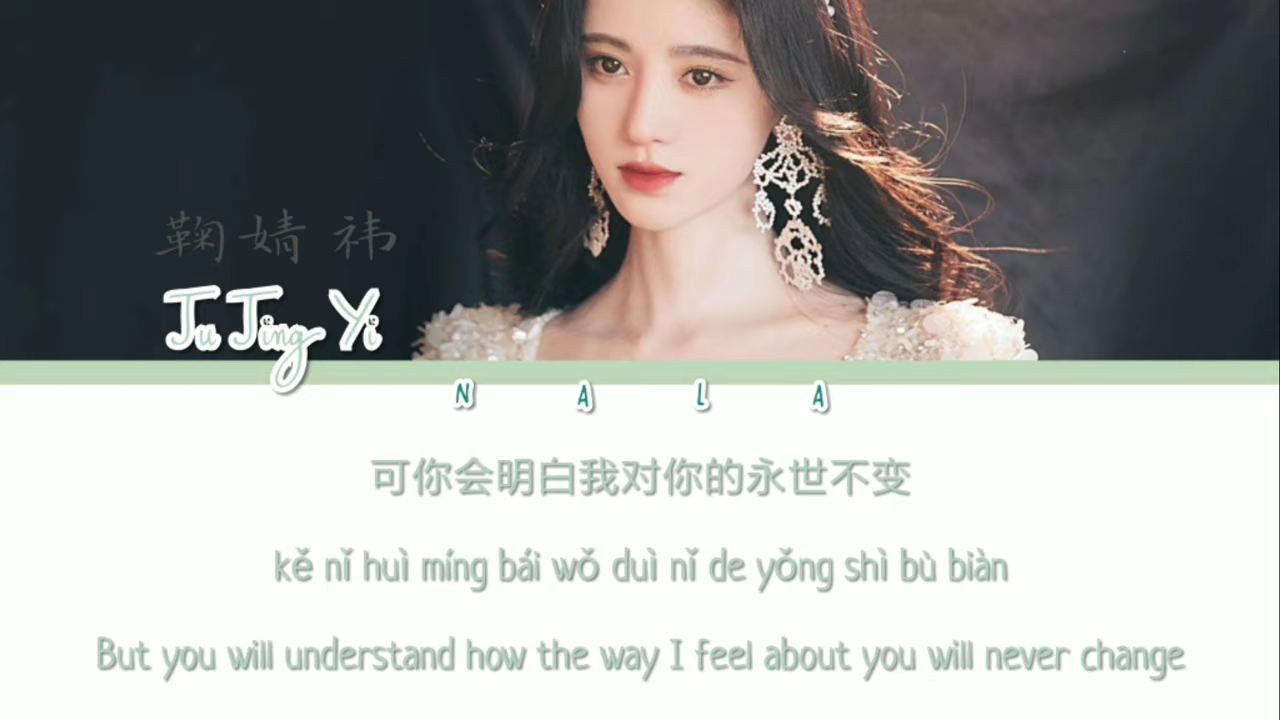 鞠婧祎
Ju Jing Yi
N A L A
可你会明白我对你的永世不变
kě nǐ huì míng bái wǒ duì nǐ de yǒng shì bù biàn
But you will understand how the way I feel about you will never change